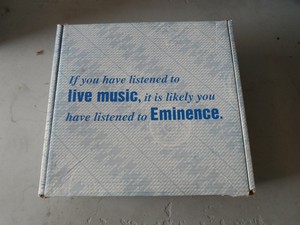 If you have listened to
live music, it is likely you
have listened to Eminence.